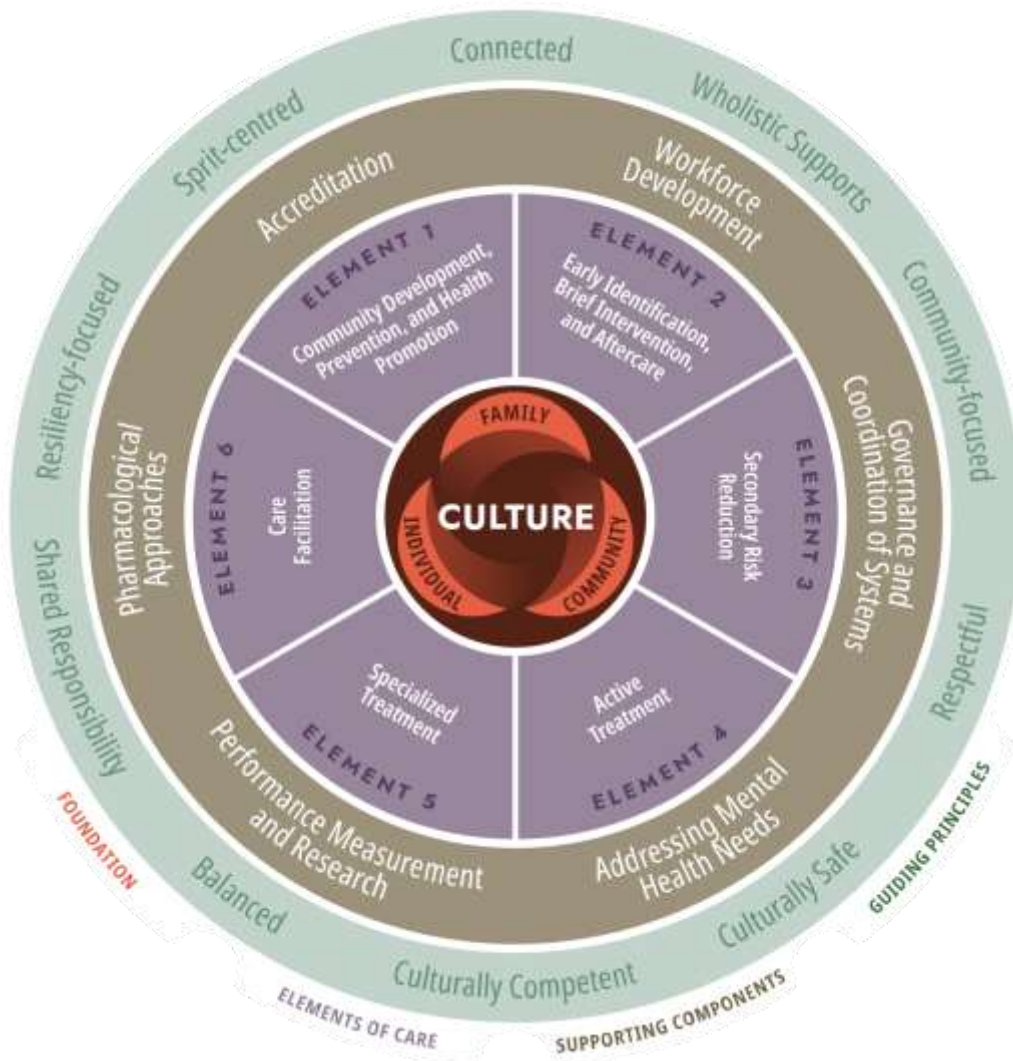 Connected
Wholistic Supports
Community-focused
Respectful
Culturally Safe
Culturally Competent
Balanced
Shared Responsibility
Resiliency-focused
Sprit-centred
Accreditation
Workforce
Development
Governance and
Coordination of Systems
Addressing Mental
Health Needs
Performance Measurement
and Research
Pharmacological
Approaches
ELEMENT 1
Community Development,
Prevention, and Health
Promotion
ELEMENT 2
Early Identification,
Brief Intervention,
and Aftercare
ELEMENT 3
Secondary Risk
Reduction
ELEMENT 4
Active
Treatment
ELEMENT 5
Specialized
Treatment
ELEMENT 6
Care
Facilitation
FAMILY
CULTURE
INDIVIDUAL
COMMUNITY
FOUNDATION
ELEMENTS OF CARE
SUPPORTING COMPONENTS
GUIDING PRINCIPLES